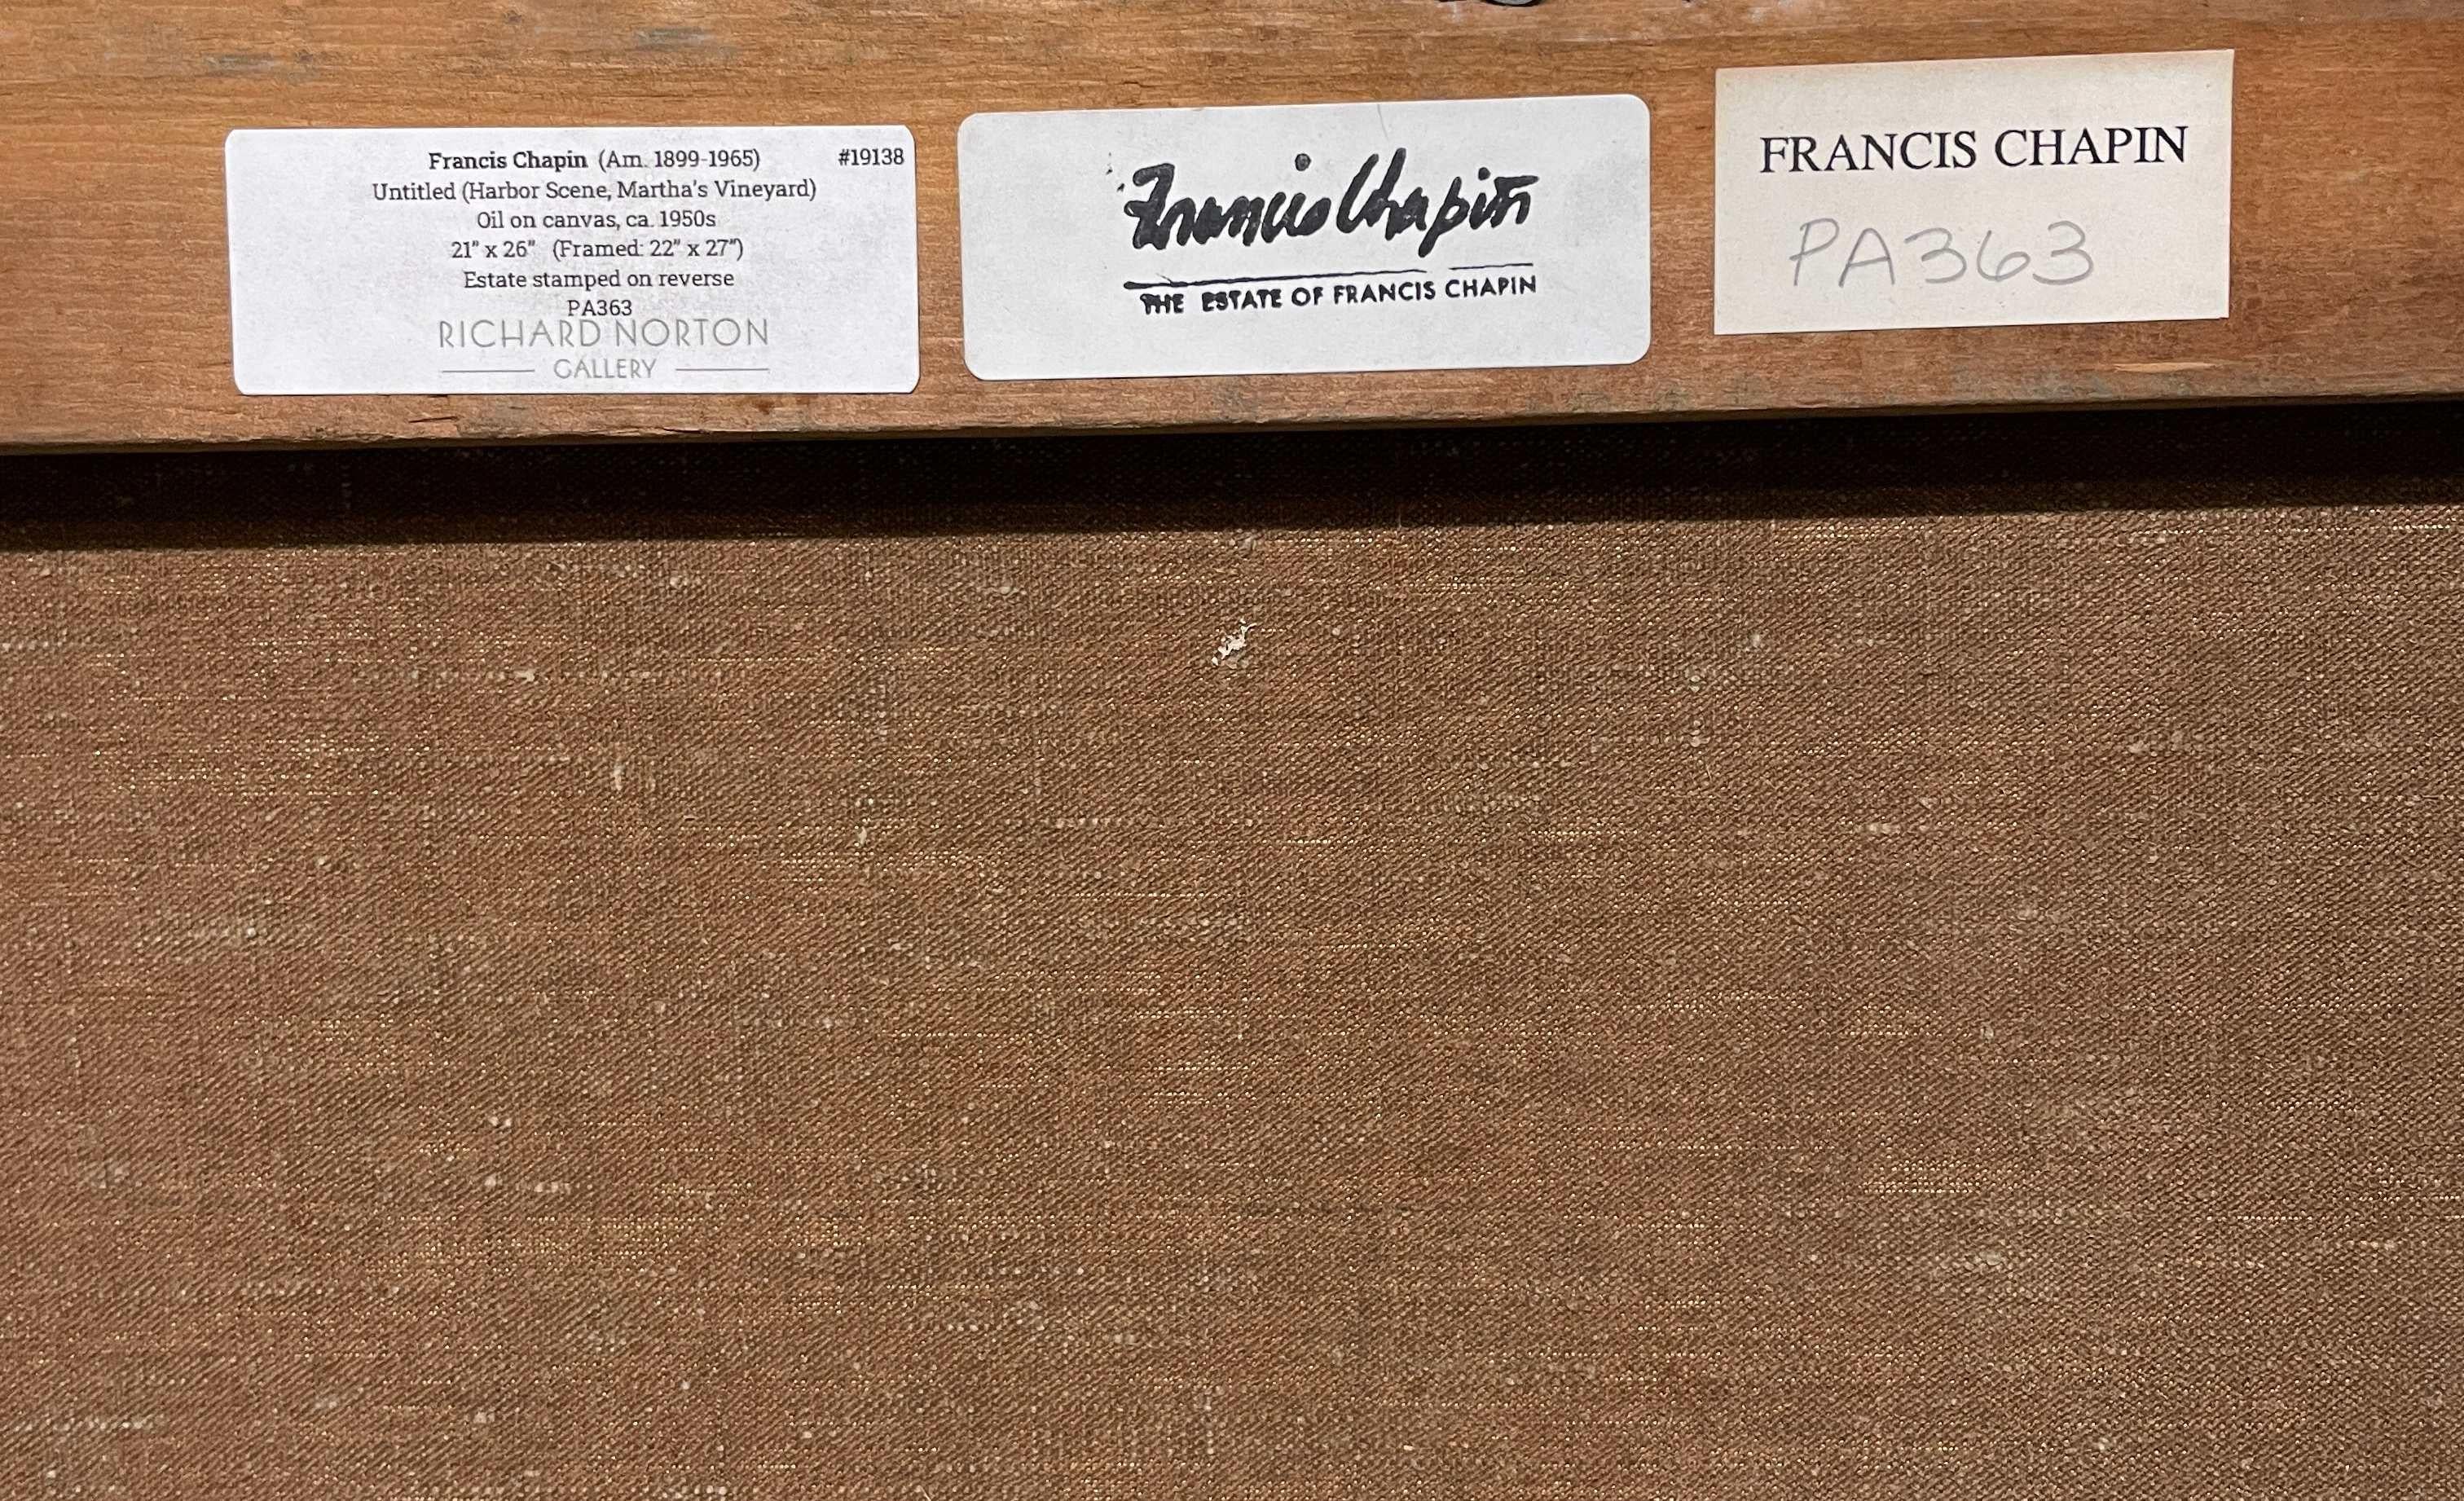 Francis Chapin (Am. 1899-1965) #19138
Untitled (Harbor Scene, Martha's Vineyard)
Oil on canvas, ca. 1950s
21" x 26" (Framed: 22" x 27")
Estate stamped on reverse
PA363
RICHARD NORTON
GALLERY
Francis Chapin
THE ESTATE OF FRANCIS CHAPIN
FRANCIS CHAPIN
PA363